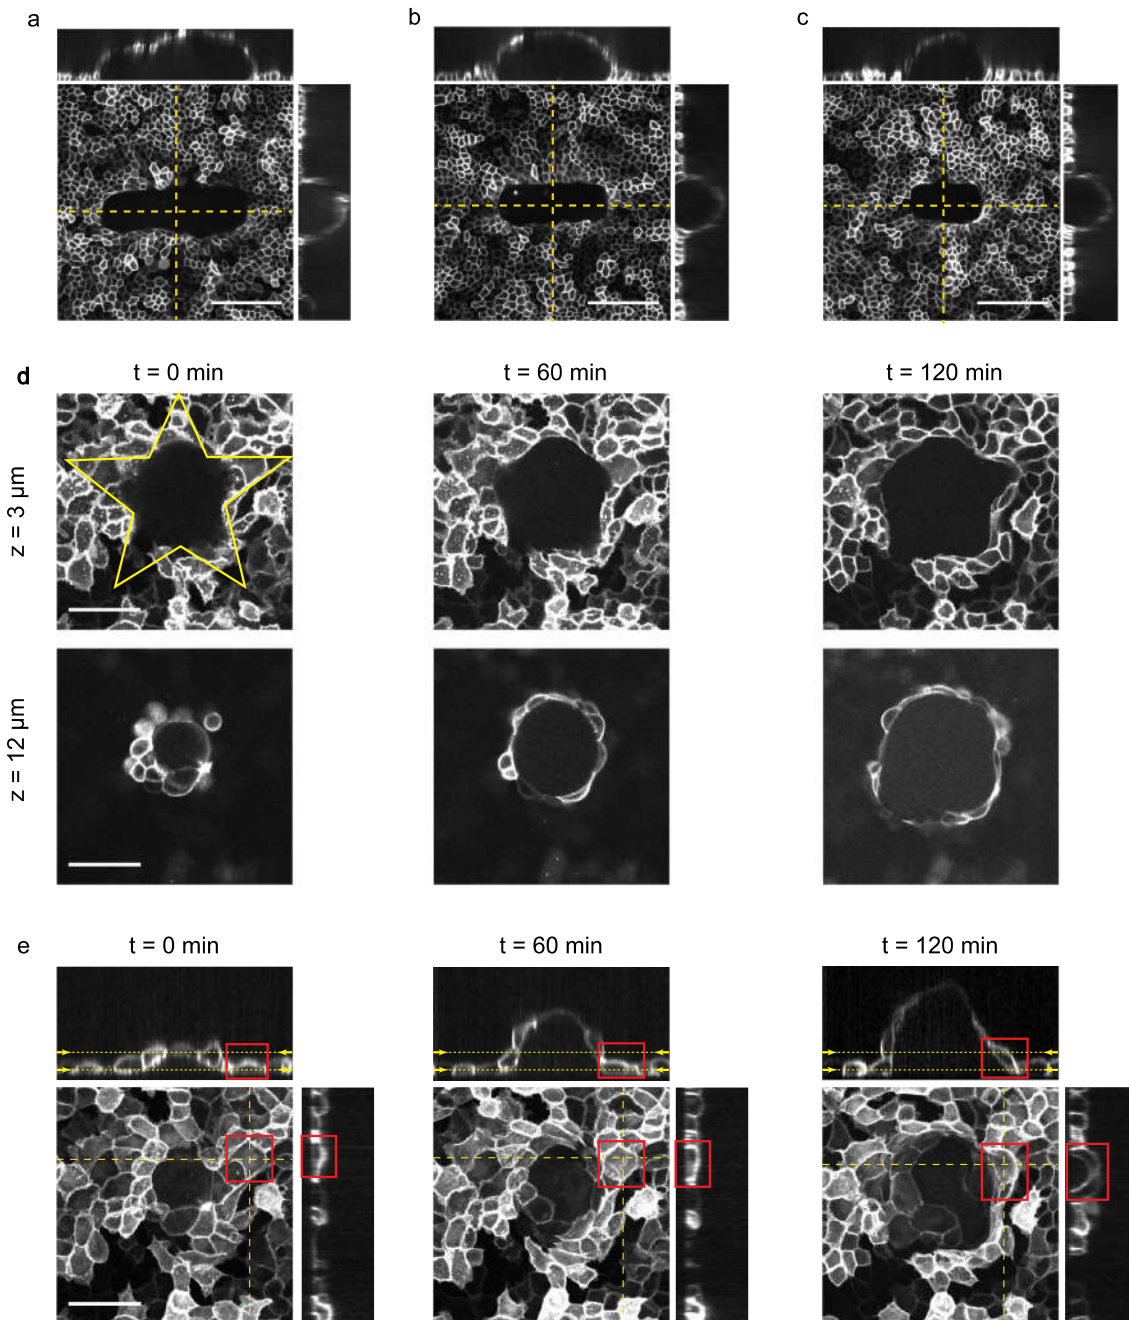 a
b
c
d
t = 0 min
t = 60 min
t = 120 min
z = 3 µm
z = 12 µm
e
t = 0 min
t = 60 min
t = 120 min